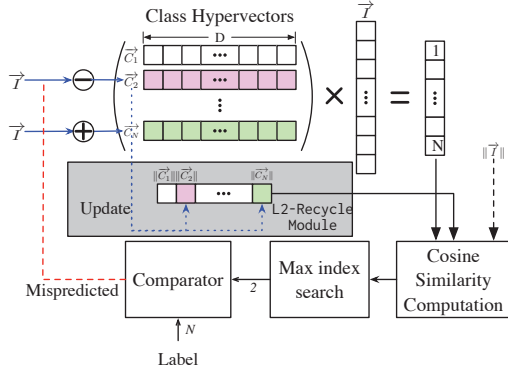 Class Hypervectors
D
I
C1
C2
CN
I
I
−
+
×
=
1
N
‖C1‖‖C2‖
‖CN‖
‖I‖
Update
L2-Recycle
Module
Comparator
2
Max index
search
Cosine
Similarity
Computation
Mispredicted
N
Label